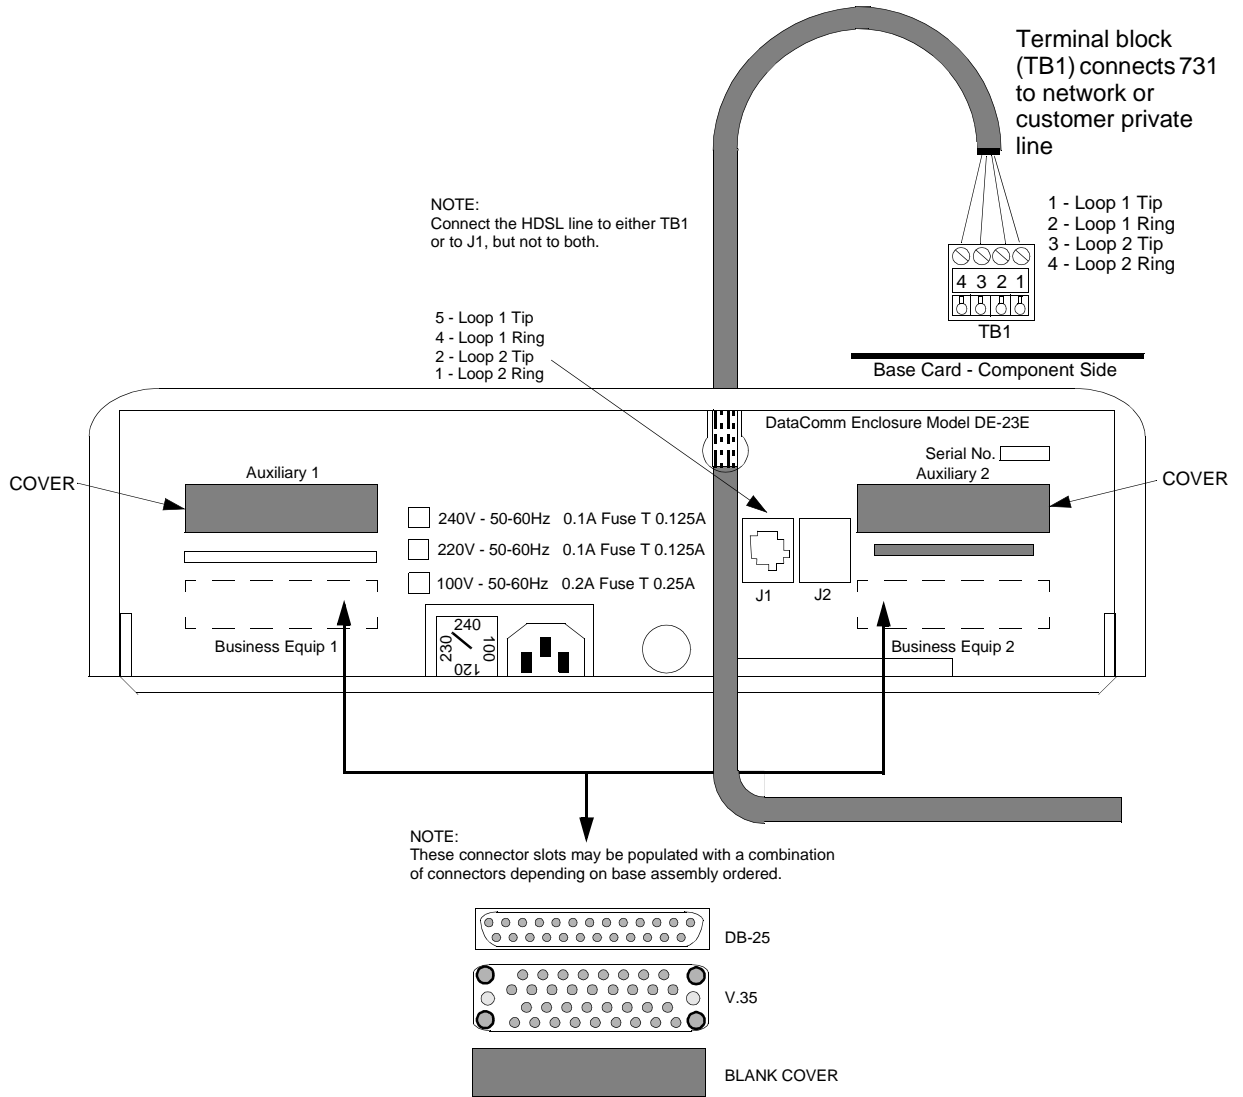 Terminal block
(TB1) connects 731
to network or
customer private
line
NOTE:
Connect the HDSL line to either TB1
or to J1, but not to both.
1 - Loop 1 Tip
2 - Loop 1 Ring
3 - Loop 2 Tip
4 - Loop 2 Ring
4 3 2 1
TB1
5 - Loop 1 Tip
4 - Loop 1 Ring
2 - Loop 2 Tip
1 - Loop 2 Ring
Base Card - Component Side
DataComm Enclosure Model DE-23E
Serial No.
COVER
Auxiliary 1
Auxiliary 2
COVER
240V - 50-60Hz 0.1A Fuse T 0.125A
220V - 50-60Hz 0.1A Fuse T 0.125A
100V - 50-60Hz 0.2A Fuse T 0.25A
J1
J2
Business Equip 1
240
230
100
120
Business Equip 2
NOTE:
These connector slots may be populated with a combination
of connectors depending on base assembly ordered.
DB-25
V.35
BLANK COVER